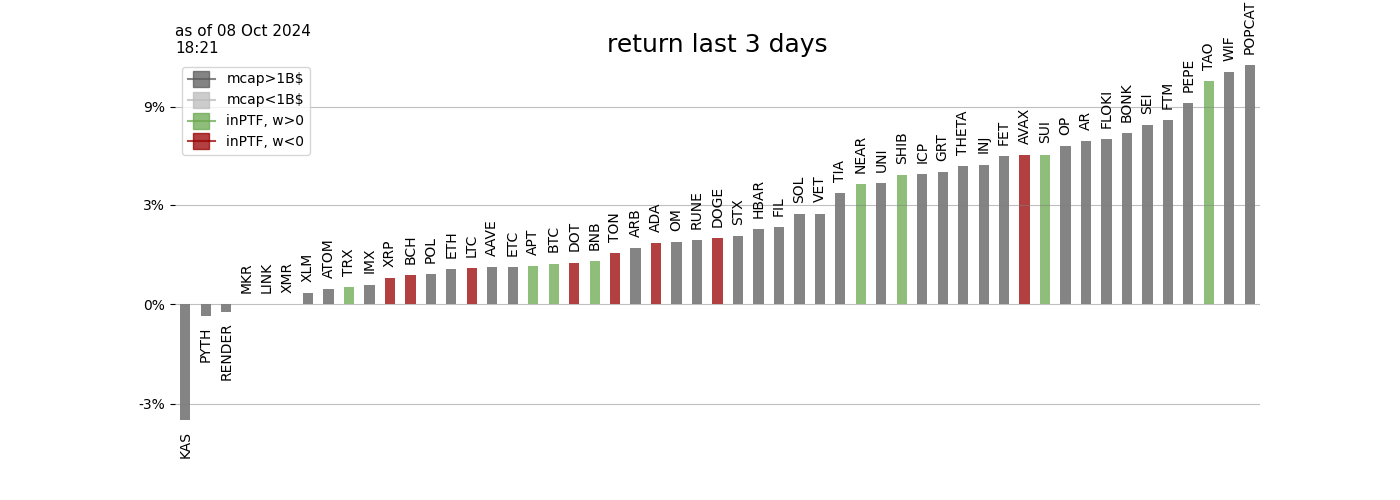 as of 08 Oct 2024
18:21
return last 3 days
mcap>1B$
mcap<1B$
inPTF, w>0
inPTF, w<0
9%
3%
0%
-3%
KAS
PYTH
RENDER
MKR
LINK
XMR
XLM
ATOM
TRX
IMX
XRP
BCH
POL
ETH
LTC
AAVE
ETC
APT
BTC
DOT
BNB
TON
ARB
ADA
OM
RUNE
DOGE
STX
HBAR
FIL
SOL
VET
TIA
NEAR
UNI
SHIB
ICP
GRT
THETA
INJ
FET
AVAX
SUI
OP
AR
FLOKI
BONK
SEI
FTM
PEPE
TAO
WIF
POPCAT